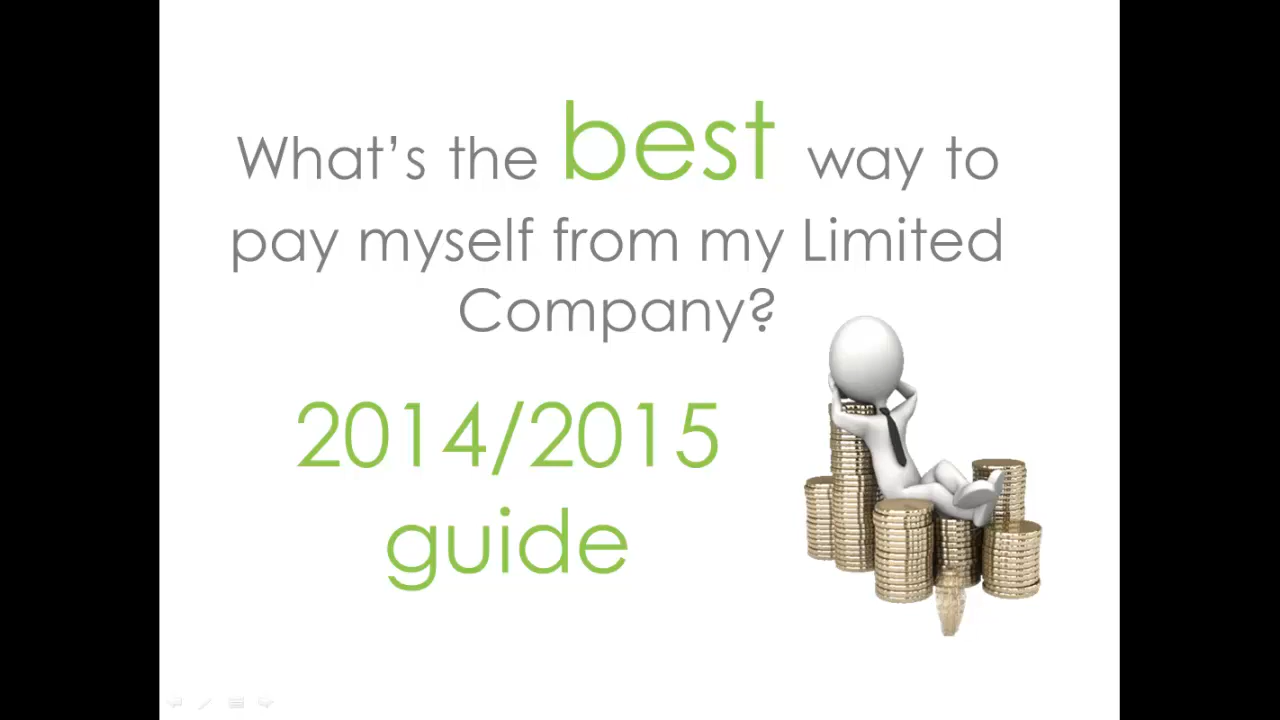 What's the best way to
pay myself from my Limited
Company?
2014/2015
guide